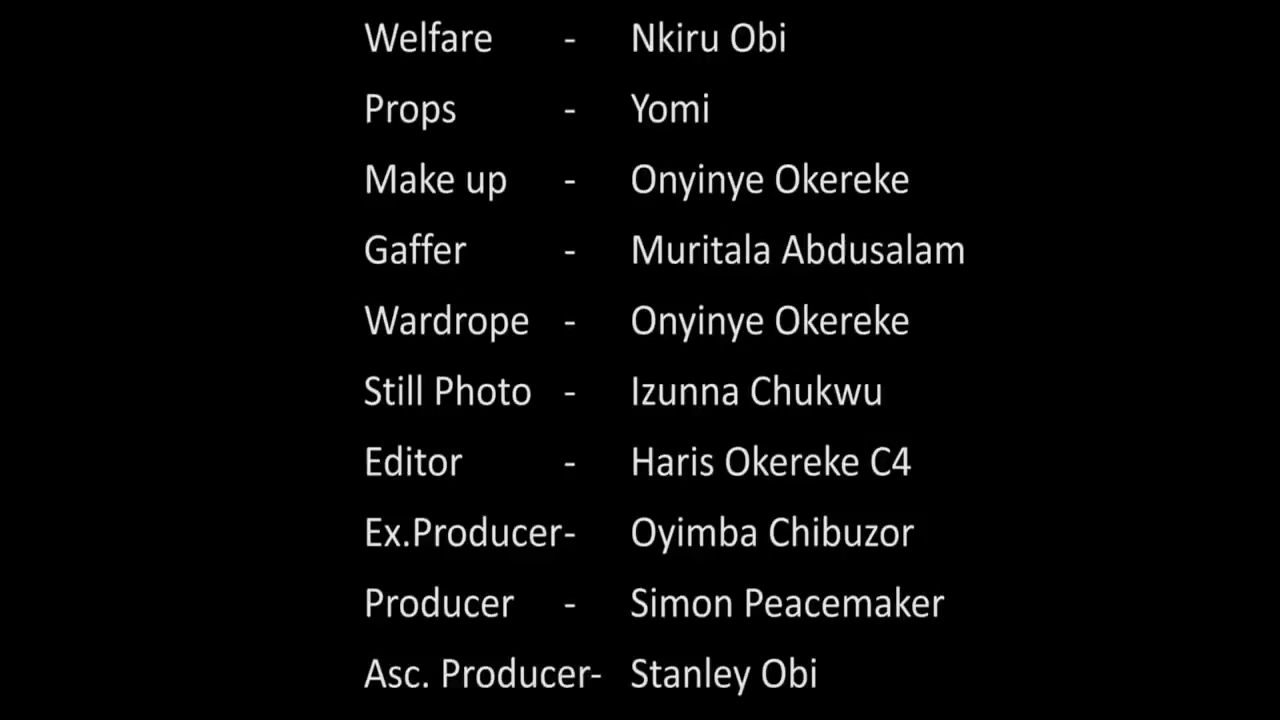 Welfare - Nkiru Obi
Props - Yomi
Make up - Onyinye Okereke
Gaffer - Muritala Abdusalam
Wardrope - Onyinye Okereke
Still Photo - Izunna Chukwu
Editor - Haris Okereke C4
Ex.Producer- Oyimba Chibuzor
Producer - Simon Peacemaker
Asc. Producer- Stanley Obi